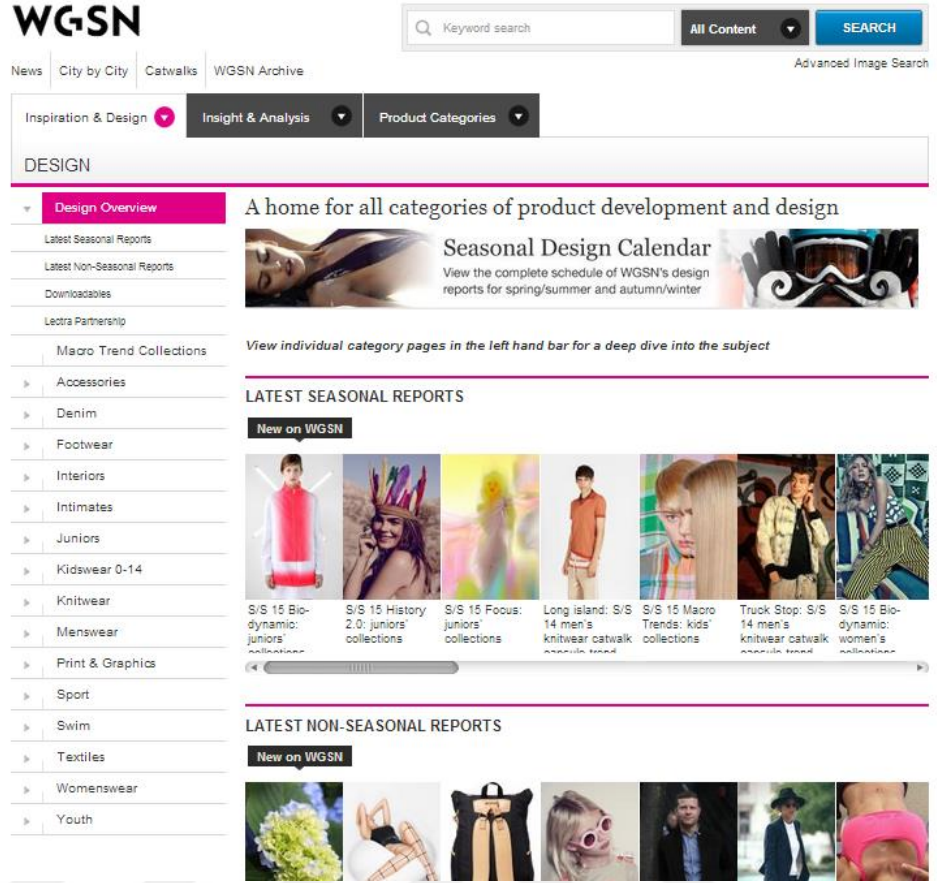 WGSN
Keyword search
All Content
SEARCH
Advanced Image Search
News
City by City
Catwalks
WGSN Archive
Inspiration & Design
Insight & Analysis
Product Categories
DESIGN
Design Overview
Latest Seasonal Reports
Latest Non-Seasonal Reports
Downloadables
Lectra Partnership
Macro Trend Collections
Accessories
Denim
Footwear
Interiors
Intimates
Juniors
Kidswear 0-14
Knitwear
Menswear
Print & Graphics
Sport
Swim
Textiles
Womenswear
Youth
A home for all categories of product development and design
Seasonal Design Calendar
View the complete schedule of WGSN's design
reports for spring/summer and autumn/winter
View individual category pages in the left hand bar for a deep dive into the subject
LATEST SEASONAL REPORTS
New on WGSN
S/S 15 Bio-
dynamic:
juniors'
collections
S/S 15 History
2.0: juniors'
collections
S/S 15 Focus:
juniors'
collections
Long island: S/S
14 men's
knitwear catwalk
capsule trend
S/S 15 Macro
Trends: kids'
collections
Truck Stop: S/S
14 men's
knitwear catwalk
capsule trend
S/S 15 Bio-
dynamic:
women's
collections
LATEST NON-SEASONAL REPORTS
New on WGSN